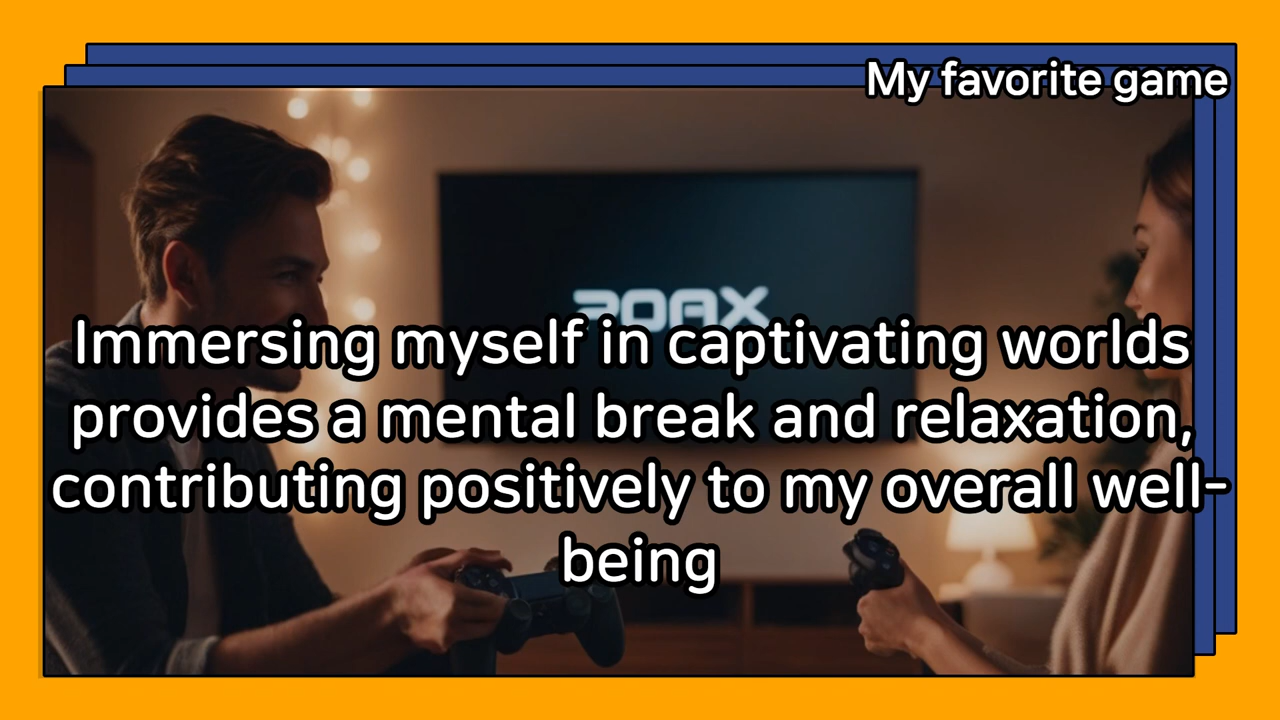 My favorite game
Immersing myself in captivating worlds
provides a mental break and relaxation,
contributing positively to my overall well-
being